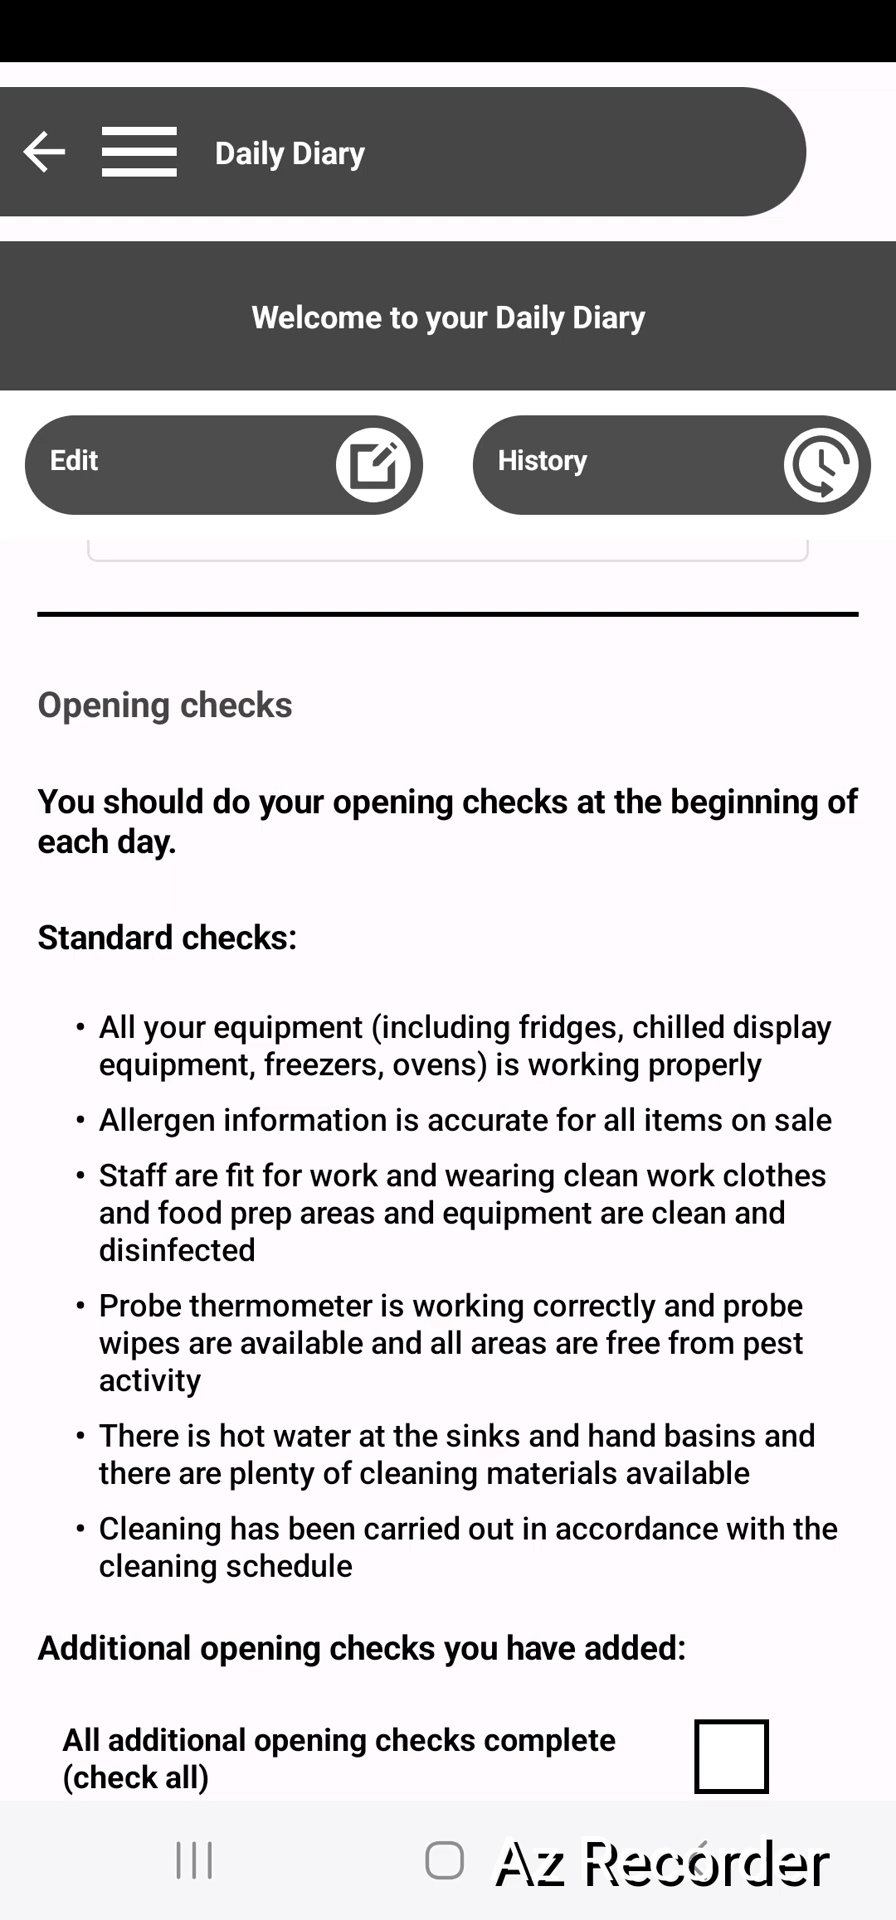 Daily Diary
Welcome to your Daily Diary
Edit
History
Opening checks
You should do your opening checks at the beginning of
each day.
Standard checks:
• All your equipment (including fridges, chilled display
equipment, freezers, ovens) is working properly
• Allergen information is accurate for all items on sale
• Staff are fit for work and wearing clean work clothes
and food prep areas and equipment are clean and
disinfected
• Probe thermometer is working correctly and probe
wipes are available and all areas are free from pest
activity
• There is hot water at the sinks and hand basins and
there are plenty of cleaning materials available
• Cleaning has been carried out in accordance with the
cleaning schedule
Additional opening checks you have added:
All additional opening checks complete
(check all)
Az Recorder